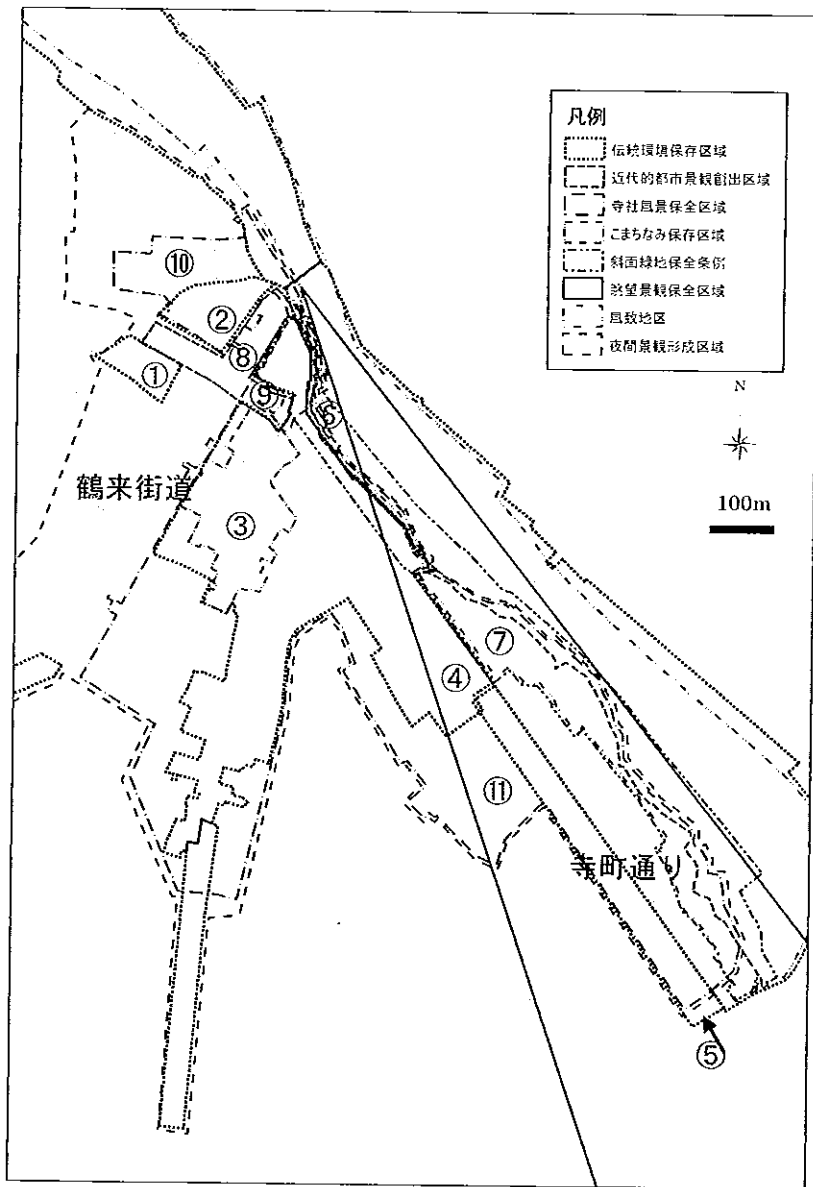 凡例
伝統環境保存区域
近代的都市景観創出区域
寺社風景保全区域
こまちなみ保存区域
斜面緑地保全条例
眺望景観保全区域
風致地区
夜間景観形成区域
N
100m
⑩
②
①
⑧
⑨
⑥
鶴来街道
③
⑦
④
⑪
寺町通り
⑤